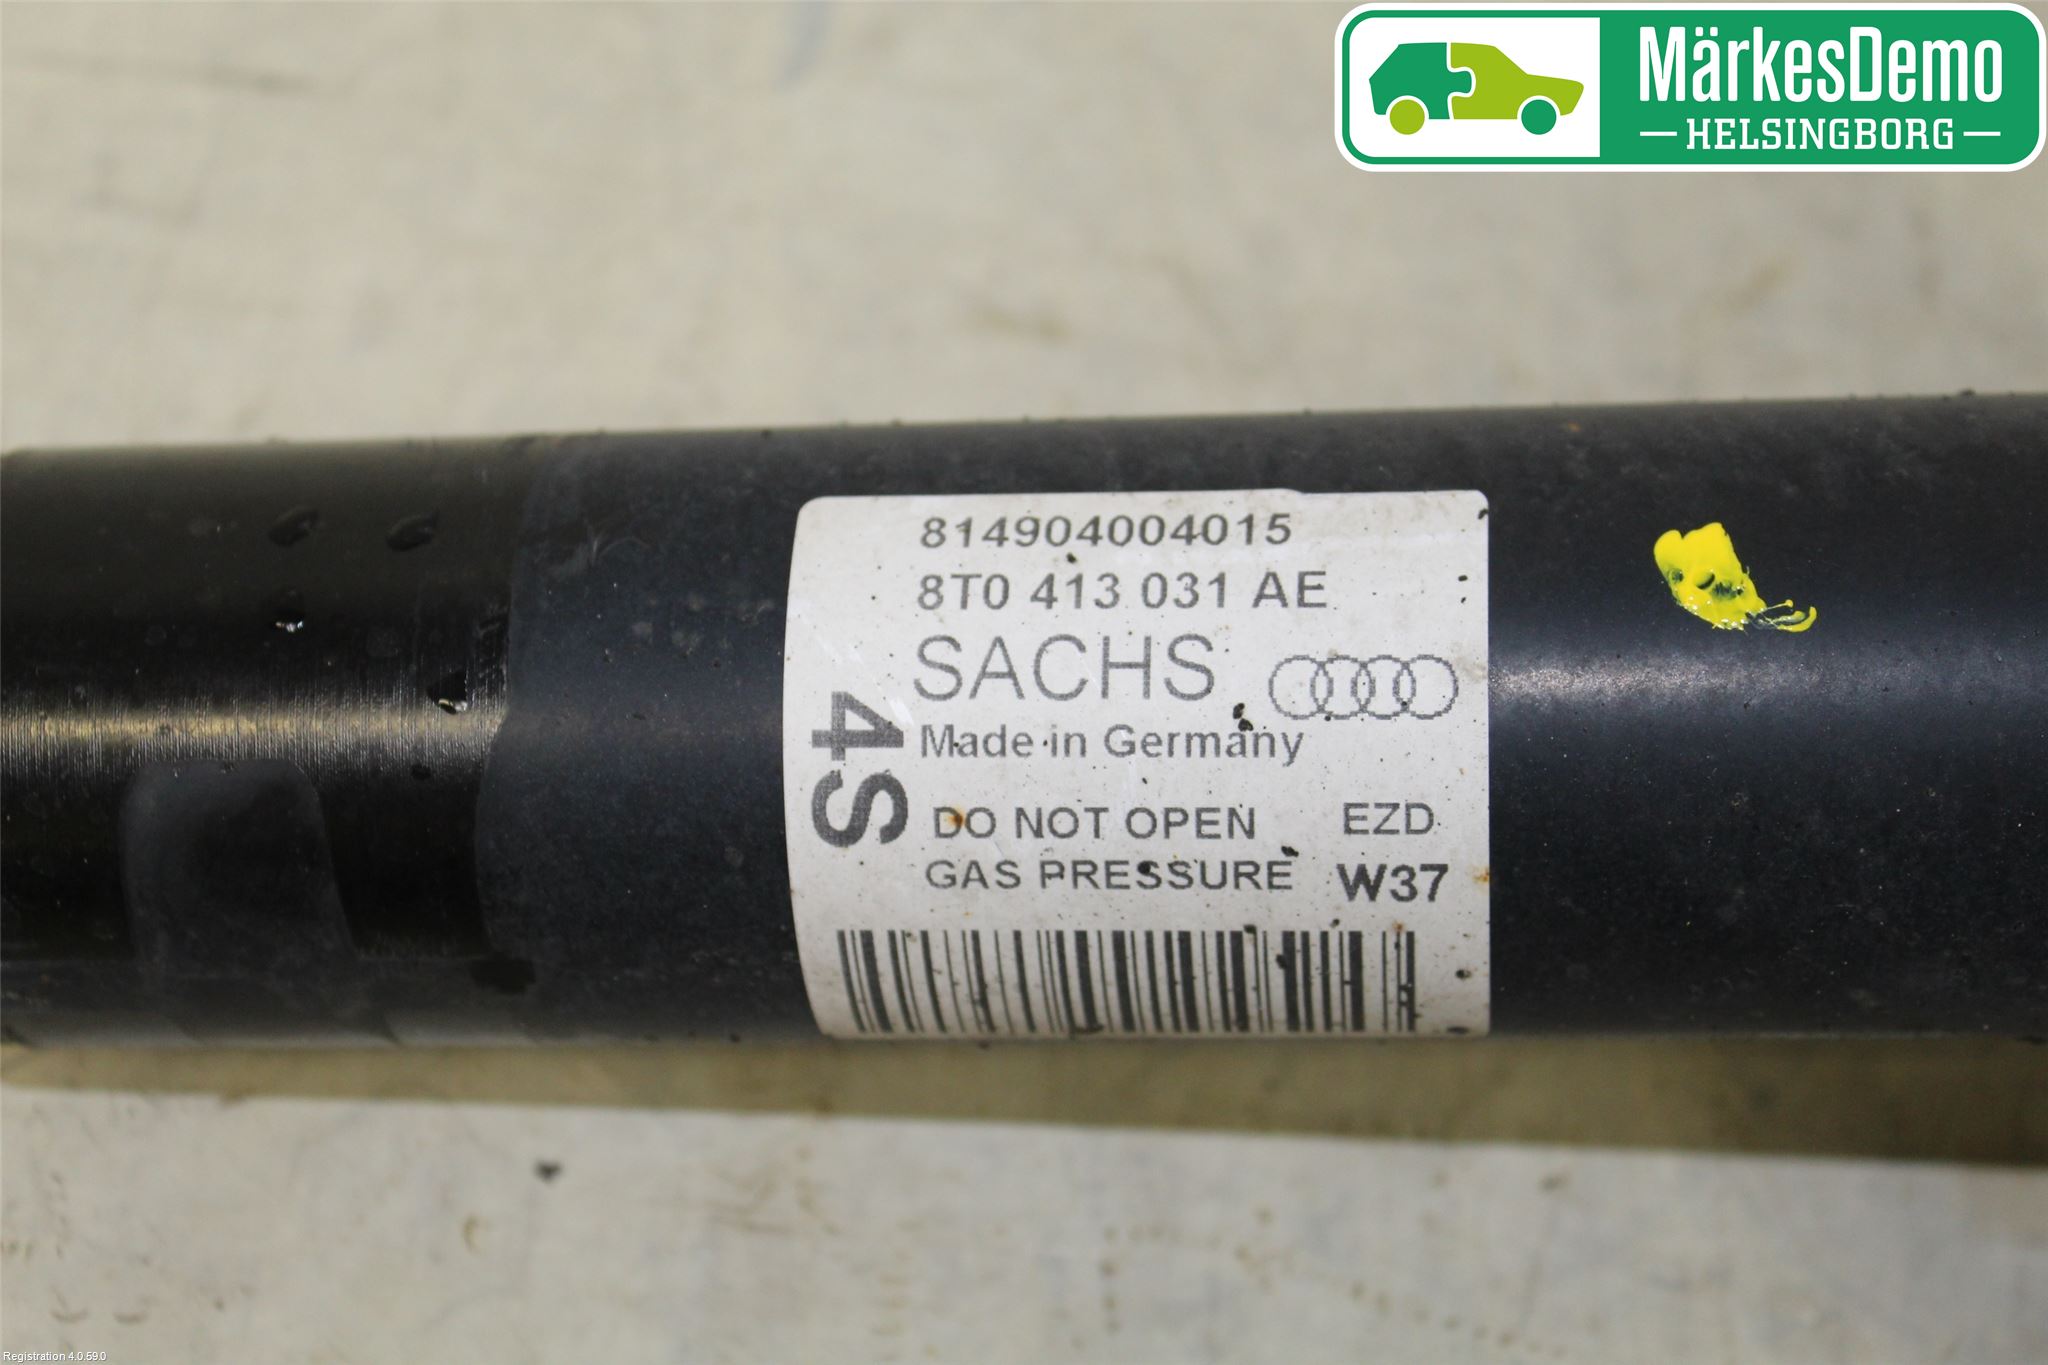 MärkesDemo
HELSINGBORG
814904004015
8T0 413 031 AE
SACHS
Made in Germany
4S
DO NOT OPEN EZD
GAS PRESSURE W37
Registration 4.0.59.0